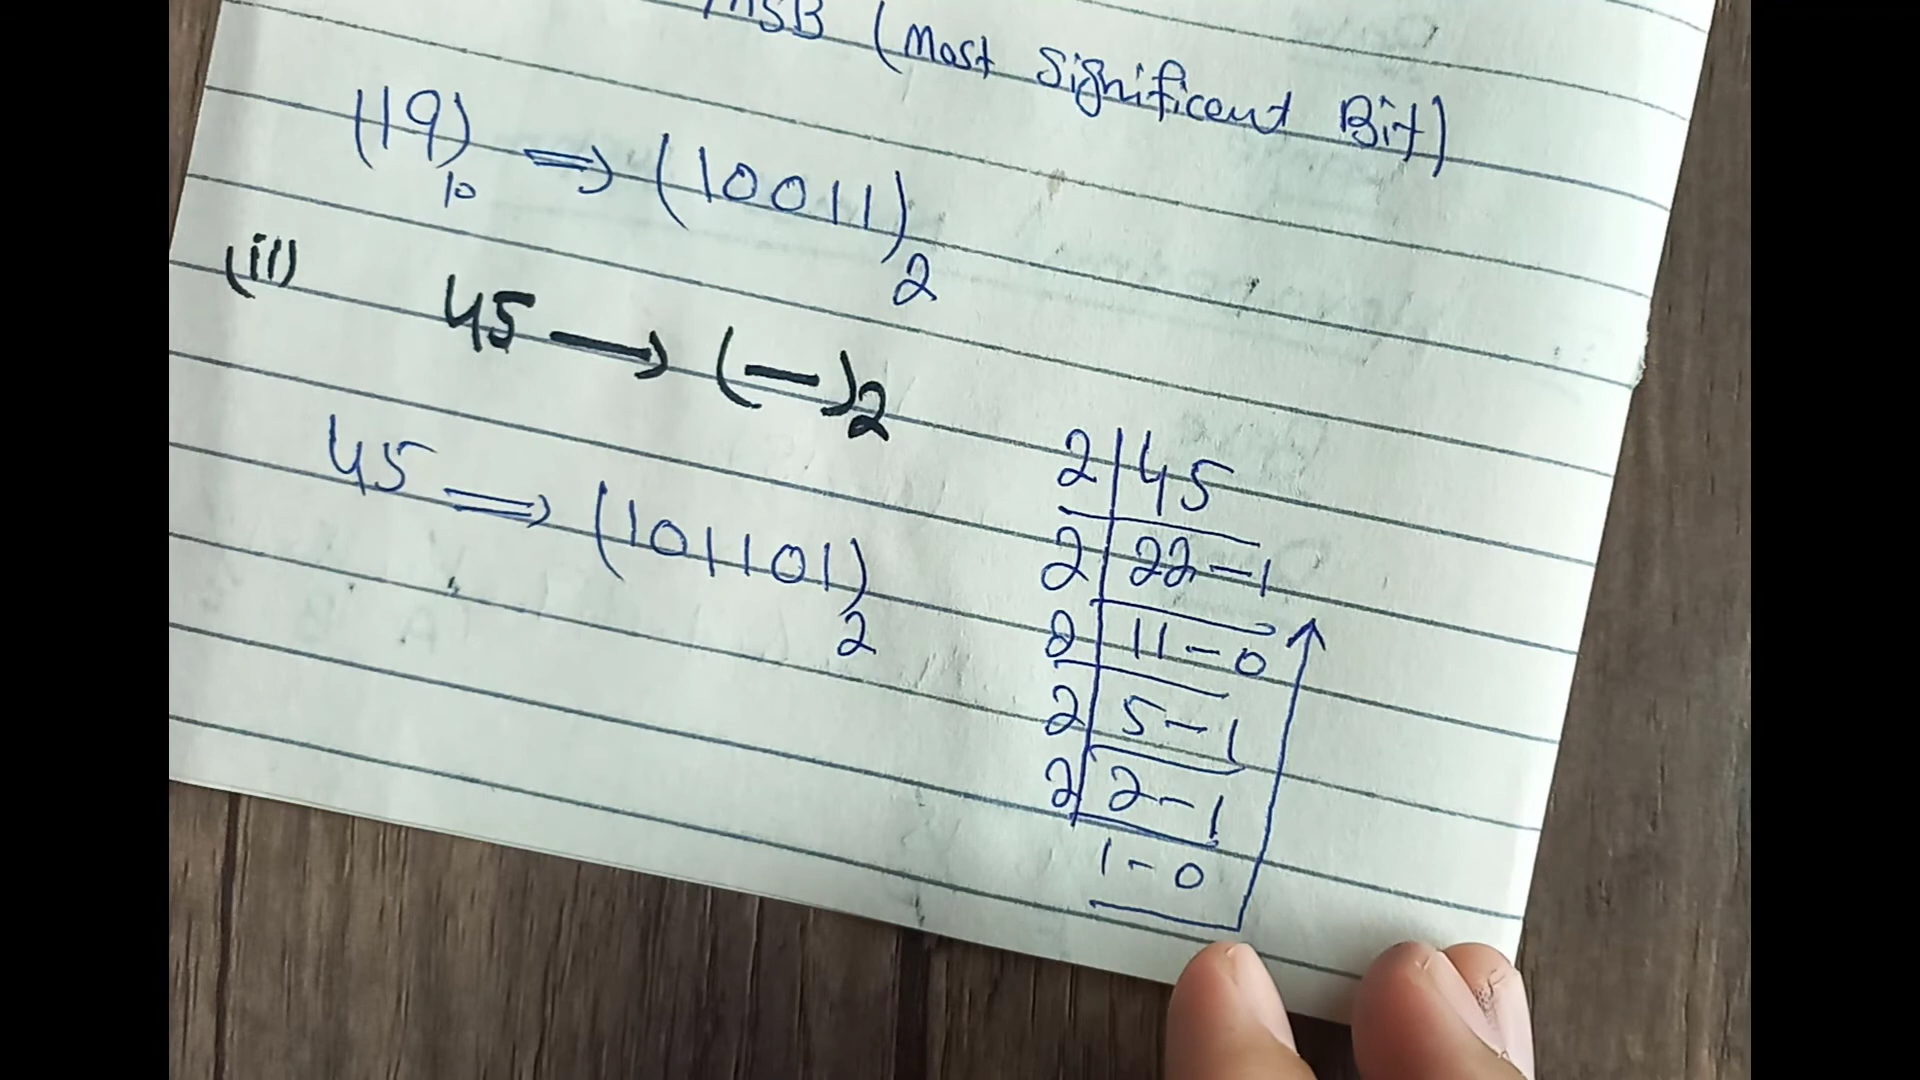 MSB (Most Significant Bit)
(19)10 ⇒ (10011)2
(ii) 45 → (—)2
45 ⇒ (101101)2
2 | 45
2 | 22 – 1
2 | 11 – 0
2 | 5 – 1
2 | 2 – 1
1 – 0